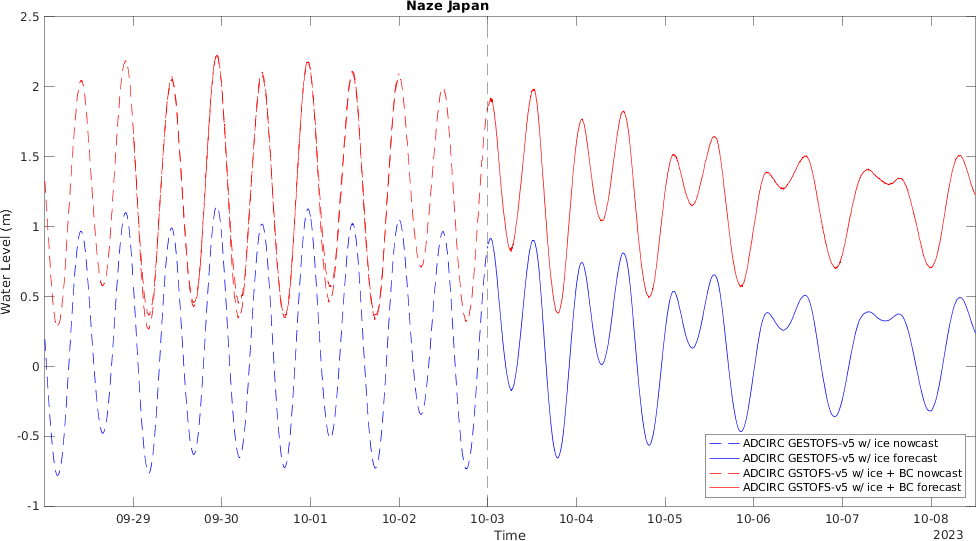 Naze Japan
Water Level (m)
2.5
2
1.5
1
0.5
0
-0.5
-1
09-29 09-30 10-01 10-02 10-03 10-04 10-05 10-06 10-07 10-08
Time
2023
ADCIRC GESTOFS-v5 w/ ice nowcast
ADCIRC GESTOFS-v5 w/ ice forecast
ADCIRC GSTOFS-v5 w/ ice + BC nowcast
ADCIRC GSTOFS-v5 w/ ice + BC forecast